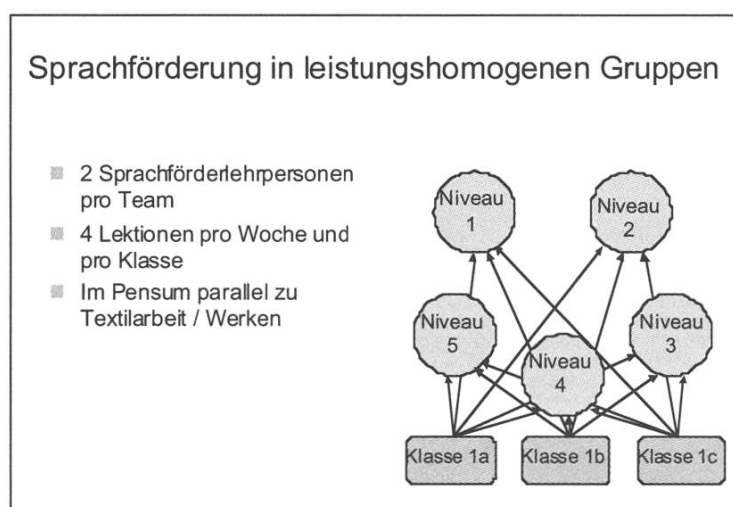 Sprachförderung in leistungshomogenen Gruppen
2 Sprachförderlehrpersonen
pro Team
4 Lektionen pro Woche und
pro Klasse
Im Pensum parallel zu
Textilarbeit / Werken
Niveau
1
Niveau
2
Niveau
5
Niveau
3
Niveau
4
Klasse 1a
Klasse 1b
Klasse 1c